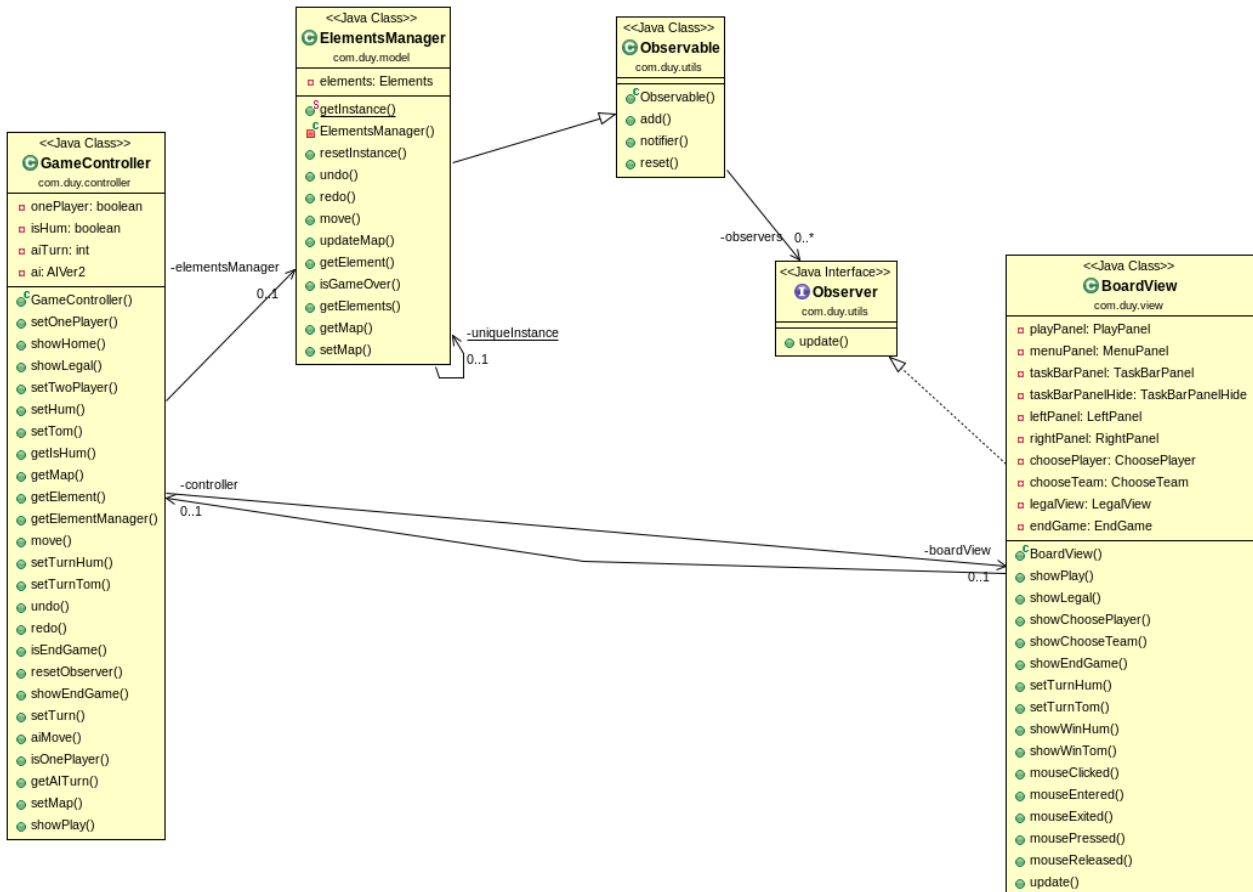 <<Java Class>>
GameController
com.duy.controller
onePlayer: boolean
isHum: boolean
aiTurn: int
ai: AIVer2
GameController()
setOnePlayer()
showHome()
showLegal()
setTwoPlayer()
setHum()
setTom()
getIsHum()
getMap()
getElement()
getElementManager()
move()
setTurnHum()
setTurnTom()
undo()
redo()
isEndGame()
resetObserver()
showEndGame()
setTurn()
aiMove()
isOnePlayer()
getAITurn()
setMap()
showPlay()
-elementsManager
0..1
<<Java Class>>
ElementsManager
com.duy.model
elements: Elements
getInstance()
ElementsManager()
resetInstance()
undo()
redo()
move()
updateMap()
getElement()
isGameOver()
getElements()
getMap()
setMap()
-uniqueInstance
0..1
<<Java Class>>
Observable
com.duy.utils
Observable()
add()
notifier()
reset()
-observers
0..*
<<Java Interface>>
Observer
com.duy.utils
update()
-controller
0..1
-boardView
0..1
<<Java Class>>
BoardView
com.duy.view
playPanel: PlayPanel
menuPanel: MenuPanel
taskBarPanel: TaskBarPanel
taskBarPanelHide: TaskBarPanelHide
leftPanel: LeftPanel
rightPanel: RightPanel
choosePlayer: ChoosePlayer
chooseTeam: ChooseTeam
legalView: LegalView
endGame: EndGame
BoardView()
showPlay()
showLegal()
showChoosePlayer()
showChooseTeam()
showEndGame()
setTurnHum()
setTurnTom()
showWinHum()
showWinTom()
mouseClicked()
mouseEntered()
mouseExited()
mousePressed()
mouseReleased()
update()